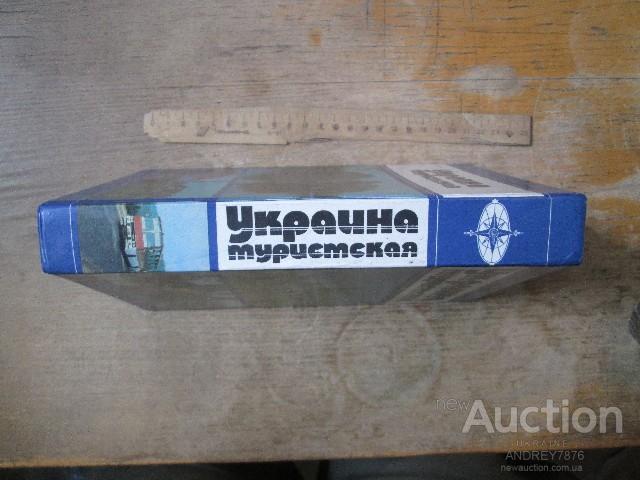 Украина
туристская
new Auction
UKRAINE
ANDREY7876
newauction.com.ua